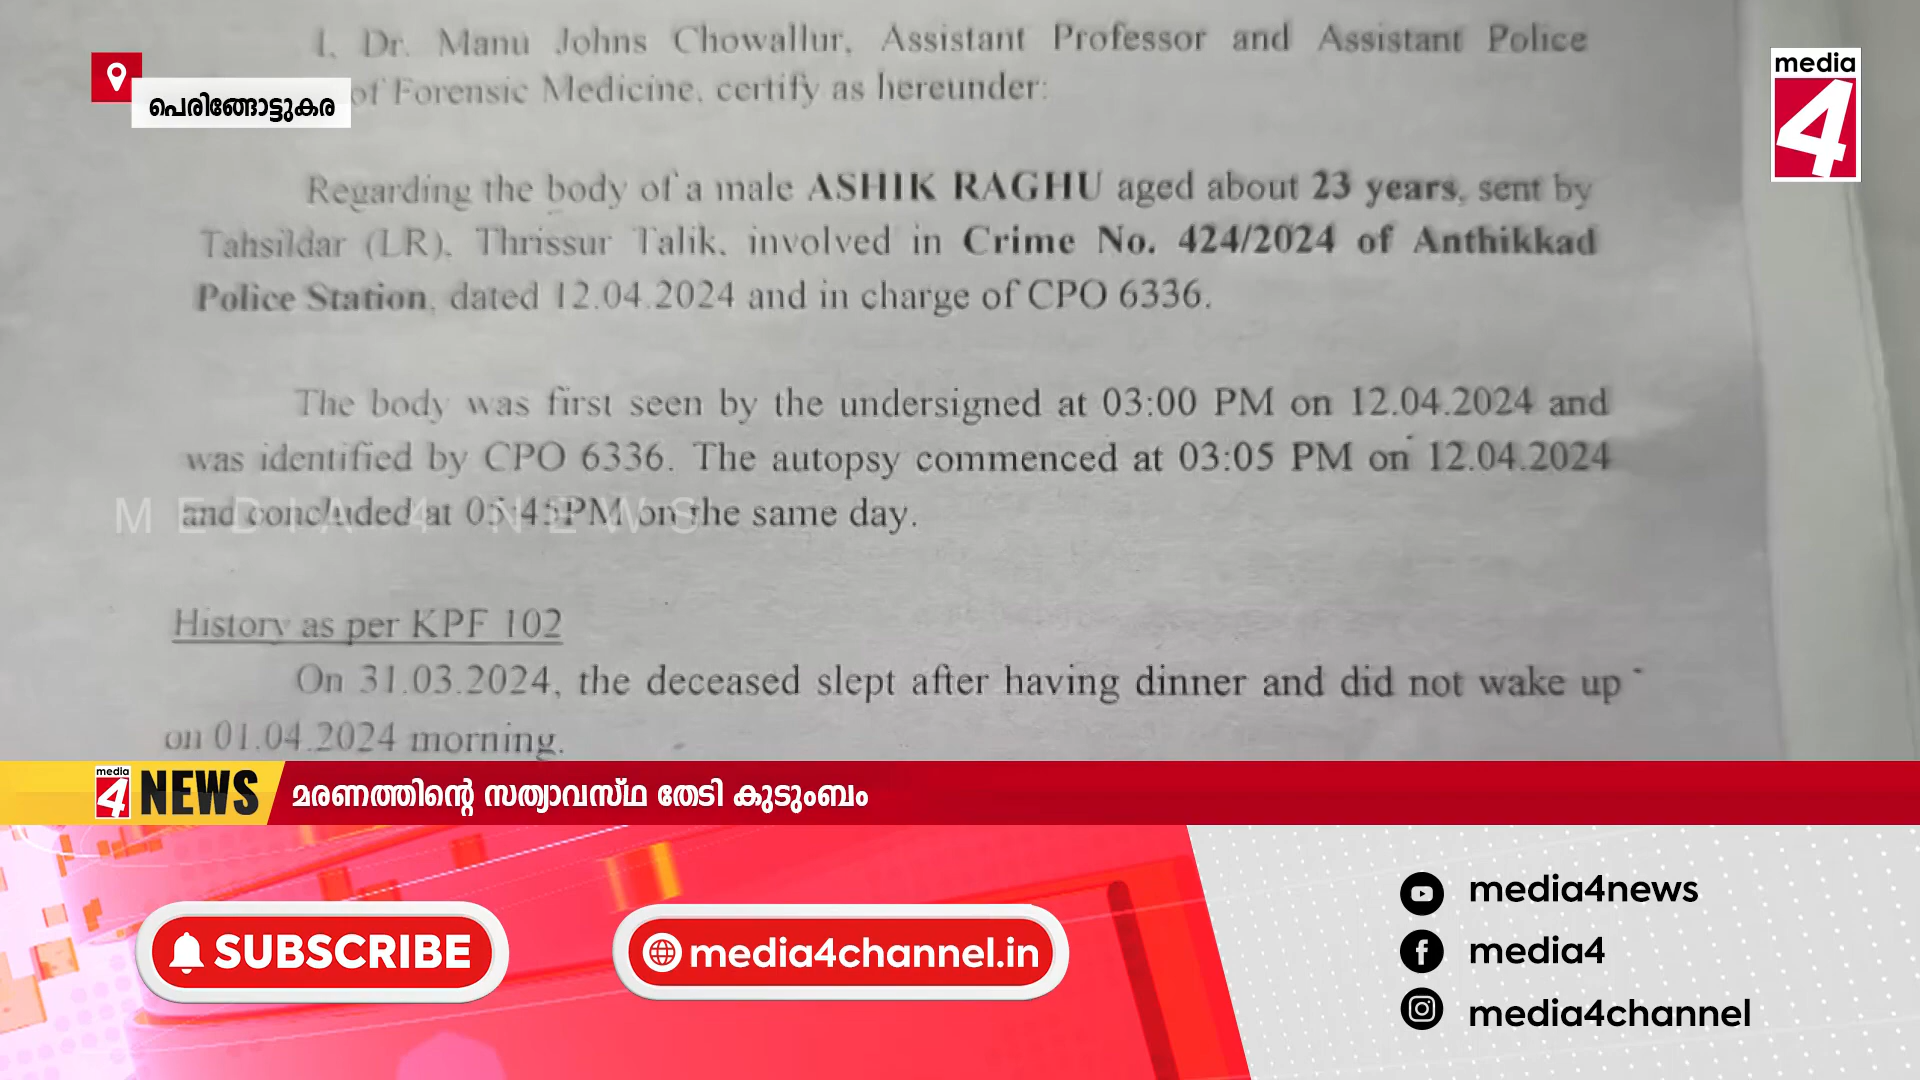 I, Dr. Manu Johns Chowallur, Assistant Professor and Assistant Police
of Forensic Medicine, certify as hereunder:
പെരിങ്ങോട്ടുകര
media
4
Regarding the body of a male ASHIK RAGHU aged about 23 years, sent by
Tahsildar (LR), Thrissur Talik, involved in Crime No. 424/2024 of Anthikkad
Police Station, dated 12.04.2024 and in charge of CPO 6336.
The body was first seen by the undersigned at 03:00 PM on 12.04.2024 and
was identified by CPO 6336. The autopsy commenced at 03:05 PM on 12.04.2024
and concluded at 05:45PM on the same day.
MEDIA 4 NEWS
History as per KPF 102
On 31.03.2024, the deceased slept after having dinner and did not wake up
on 01.04.2024 morning.
media
4 NEWS
മരണത്തിന്റെ സത്യാവസ്ഥ തേടി കുടുംബം
SUBSCRIBE
media4channel.in
media4news
media4
media4channel